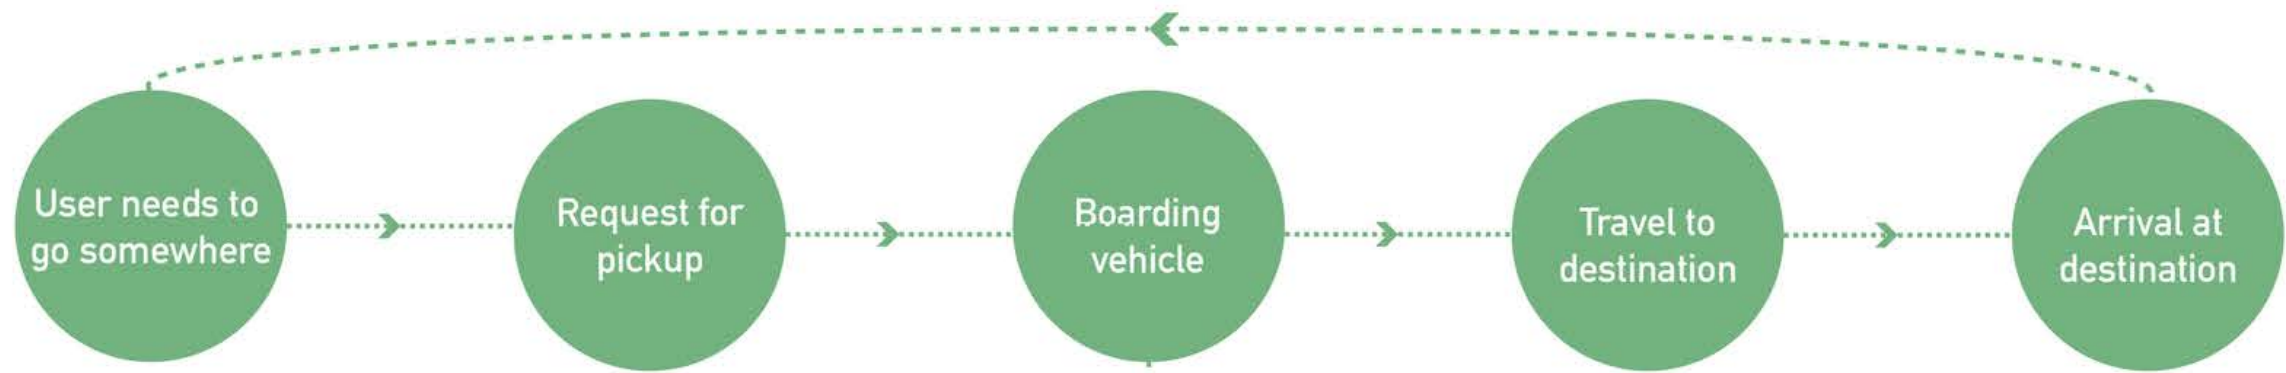 User needs to
go somewhere
Request for
pickup
Boarding
vehicle
Travel to
destination
Arrival at
destination